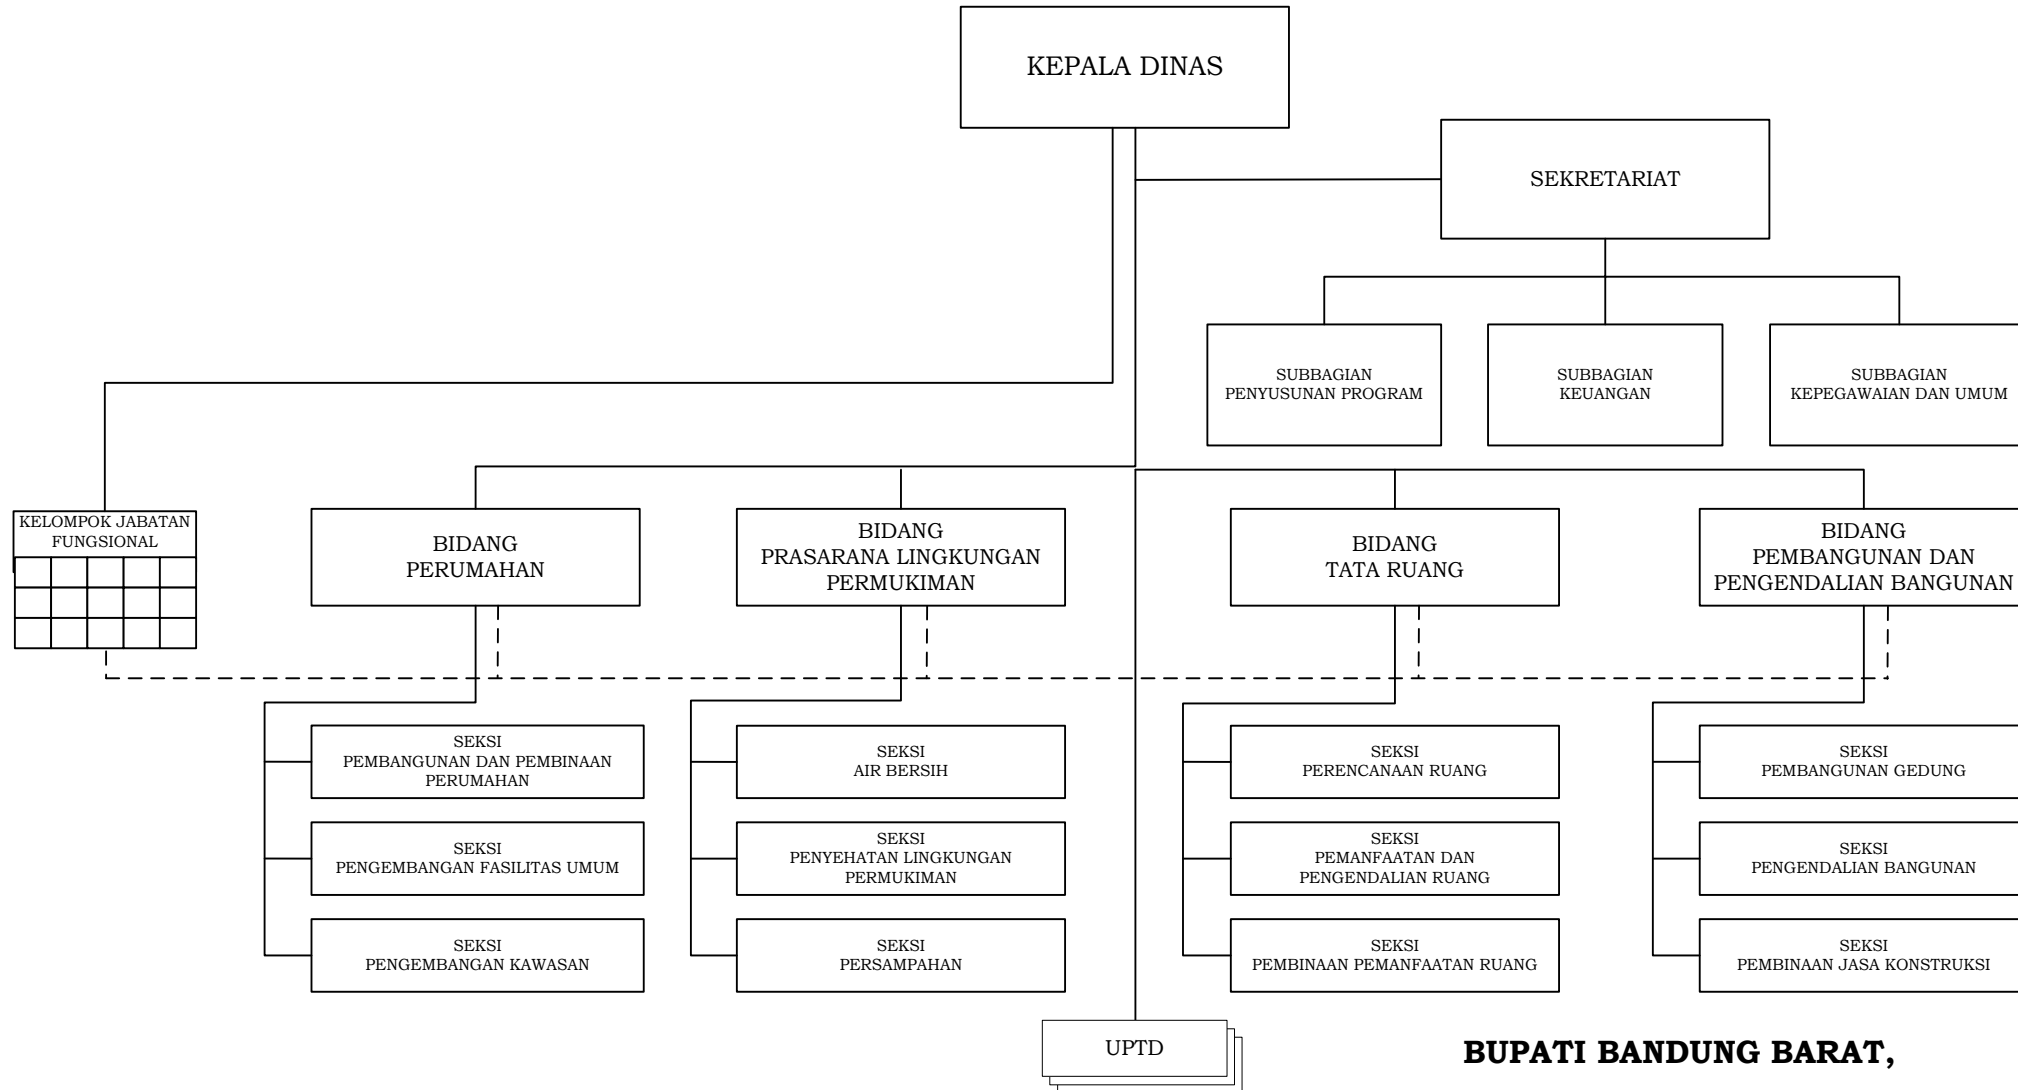 KEPALA DINAS
SEKRETARIAT
SUBBAGIAN
PENYUSUNAN PROGRAM
SUBBAGIAN
KEUANGAN
SUBBAGIAN
KEPEGAWAIAN DAN UMUM
KELOMPOK JABATAN
FUNGSIONAL
BIDANG
PERUMAHAN
BIDANG
PRASARANA LINGKUNGAN
PERMUKIMAN
BIDANG
TATA RUANG
BIDANG
PEMBANGUNAN DAN
PENGENDALIAN BANGUNAN
SEKSI
PEMBANGUNAN DAN PEMBINAAN
PERUMAHAN
SEKSI
AIR BERSIH
SEKSI
PERENCANAAN RUANG
SEKSI
PEMBANGUNAN GEDUNG
SEKSI
PENGEMBANGAN FASILITAS UMUM
SEKSI
PENYEHATAN LINGKUNGAN
PERMUKIMAN
SEKSI
PEMANFAATAN DAN
PENGENDALIAN RUANG
SEKSI
PENGENDALIAN BANGUNAN
SEKSI
PENGEMBANGAN KAWASAN
SEKSI
PERSAMPAHAN
SEKSI
PEMBINAAN PEMANFAATAN RUANG
SEKSI
PEMBINAAN JASA KONSTRUKSI
UPTD
BUPATI BANDUNG BARAT,